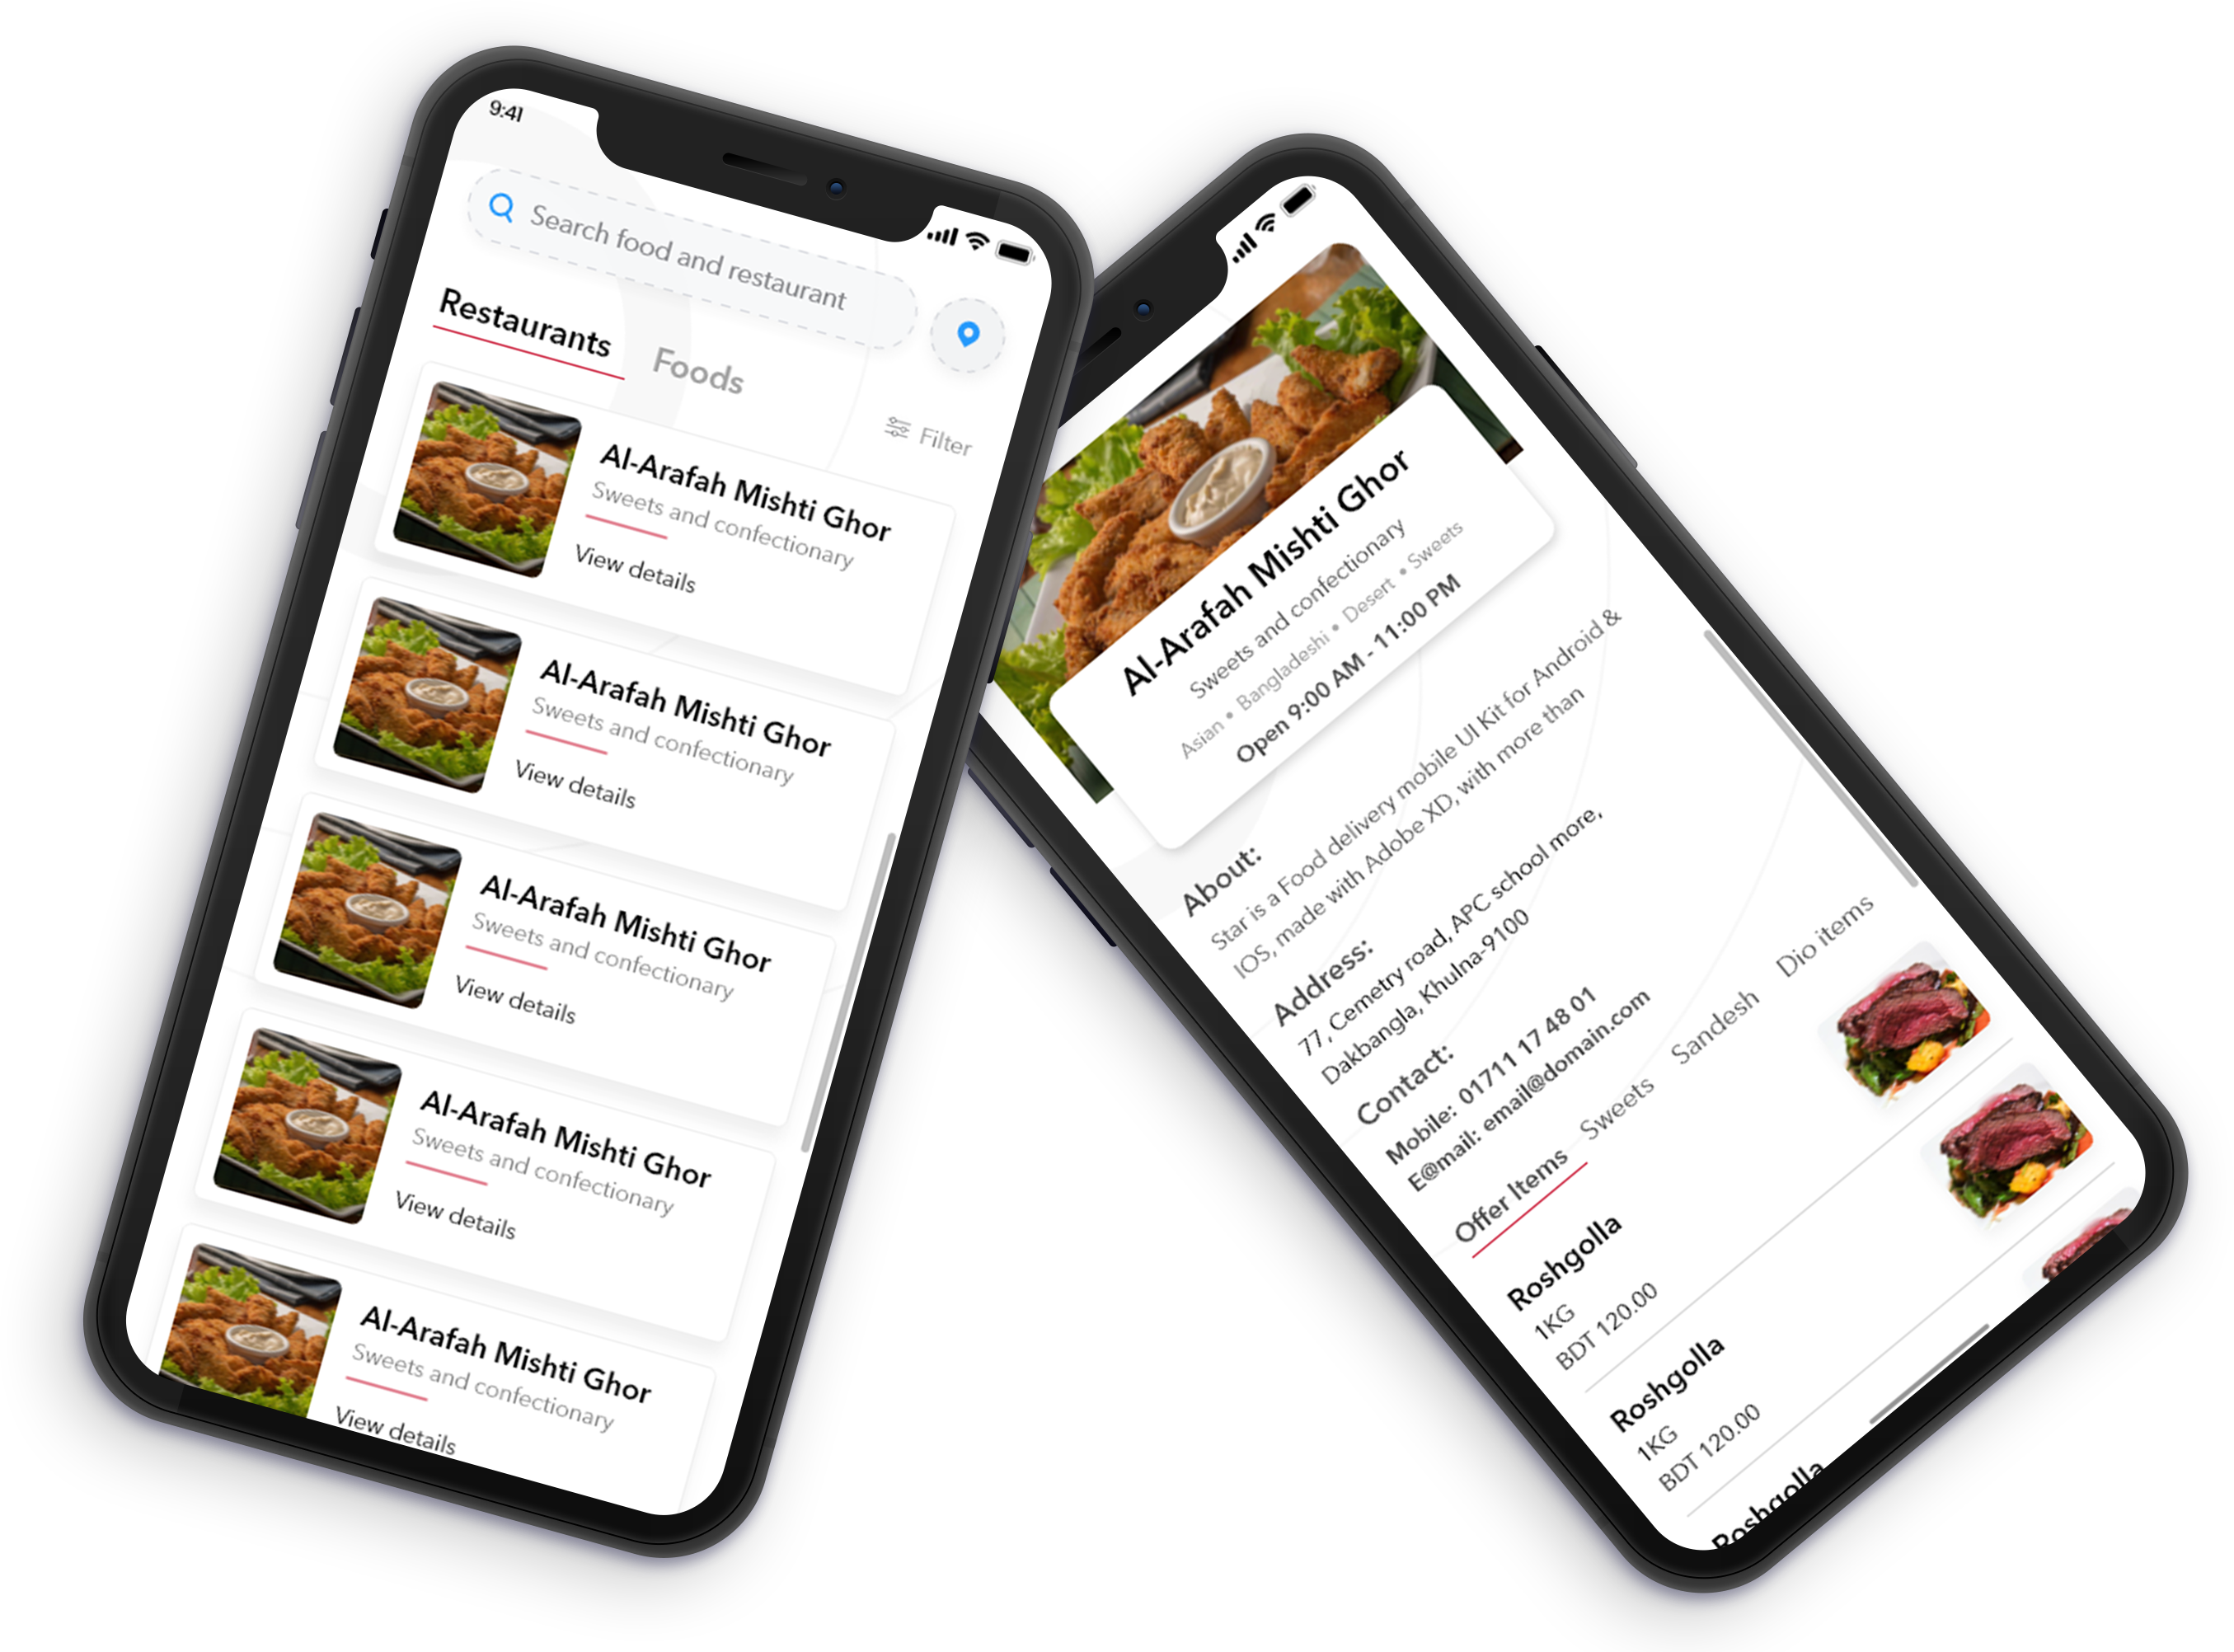 9:41
Search food and restaurant
Restaurants
Foods
Filter
Al-Arafah Mishti Ghor
Sweets and confectionary
View details
Al-Arafah Mishti Ghor
Sweets and confectionary
View details
Al-Arafah Mishti Ghor
Sweets and confectionary
View details
Al-Arafah Mishti Ghor
Sweets and confectionary
View details
Al-Arafah Mishti Ghor
Sweets and confectionary
View details
Al-Arafah Mishti Ghor
Sweets and confectionary
Asian • Bangladeshi • Desert • Sweets
Open 9:00 AM - 11:00 PM
About:
Star is a Food delivery mobile UI Kit for Android &
IOS, made with Adobe XD, with more than
Address:
77, Cemetry road, APC school more,
Dakbangla, Khulna-9100
Contact:
Mobile: 01711 17 48 01
E@mail: email@domain.com
Offer Items Sweets Sandesh Dio items
Roshgolla
1KG
BDT 120.00
Roshgolla
1KG
BDT 120.00
Roshgolla